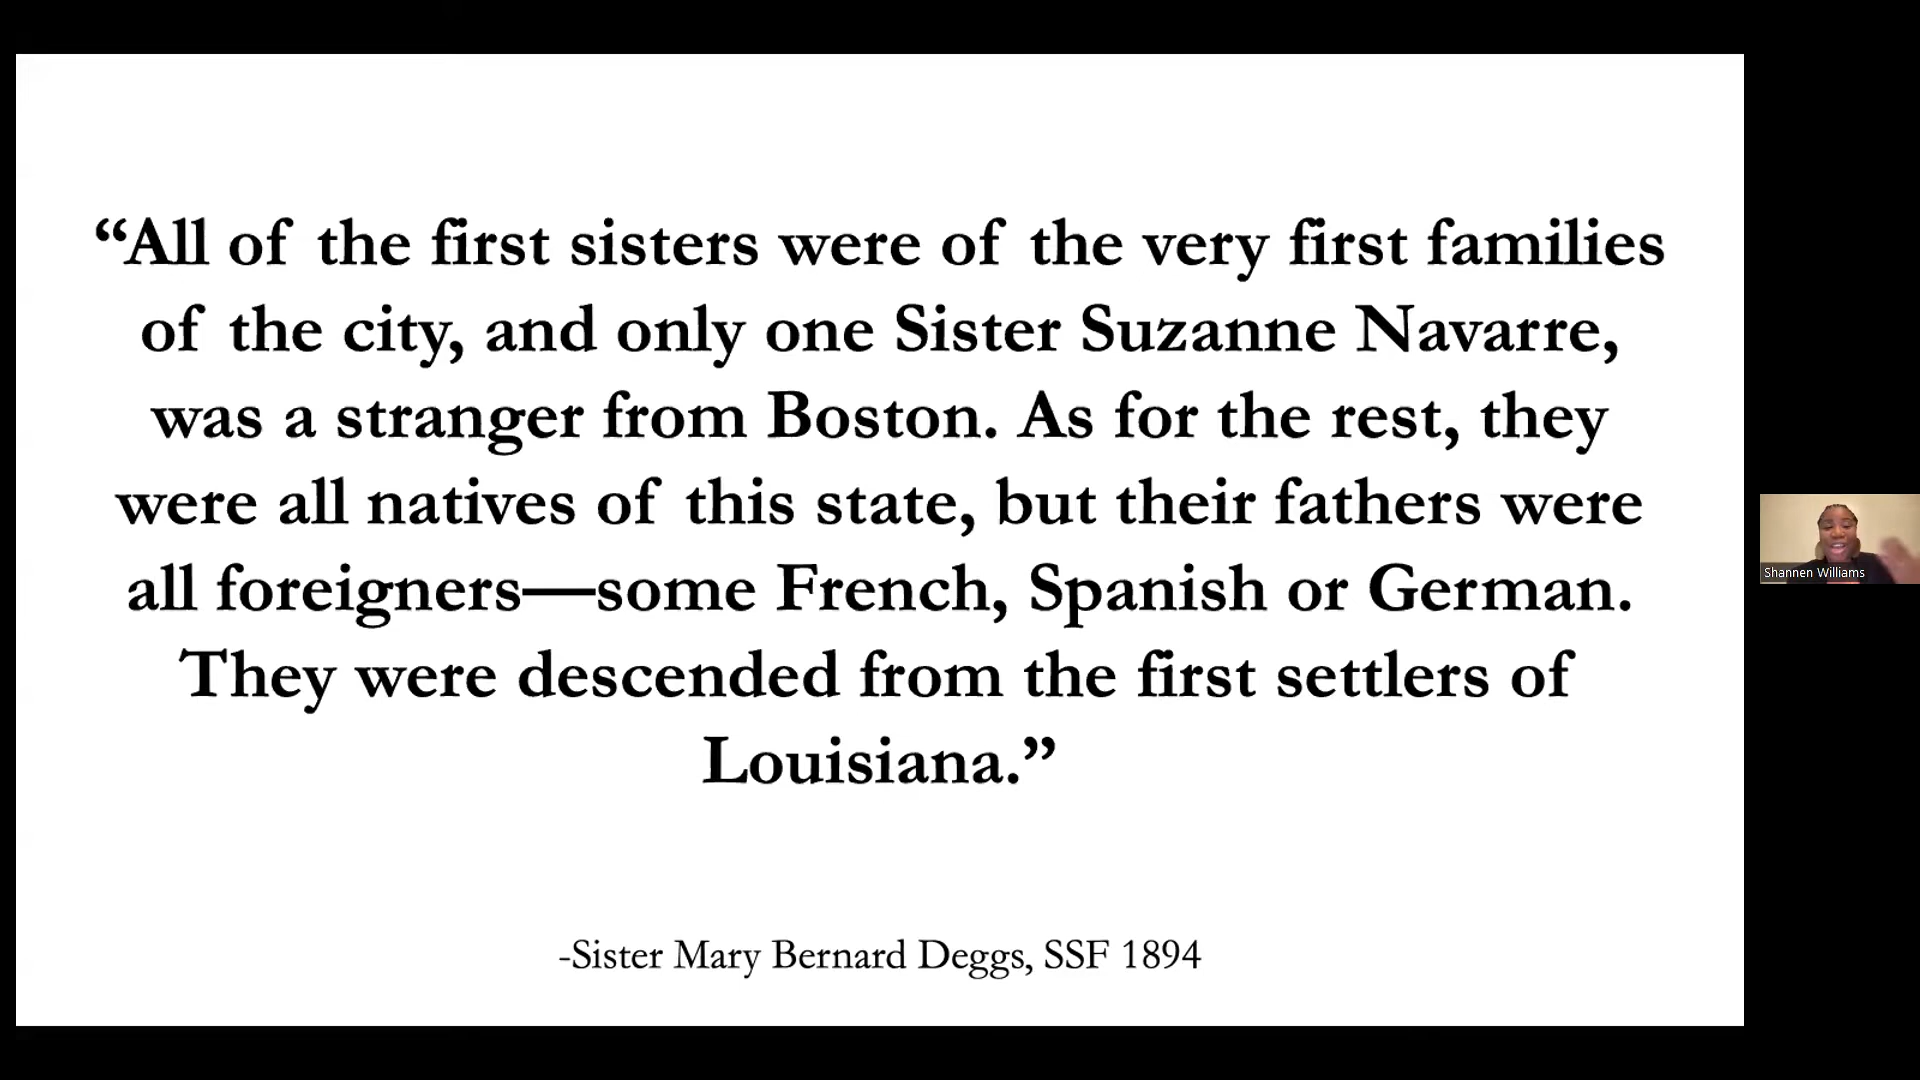 “All of the first sisters were of the very first families
of the city, and only one Sister Suzanne Navarre,
was a stranger from Boston. As for the rest, they
were all natives of this state, but their fathers were
all foreigners—some French, Spanish or German.
They were descended from the first settlers of
Louisiana.”
-Sister Mary Bernard Deggs, SSF 1894
Shannen Williams